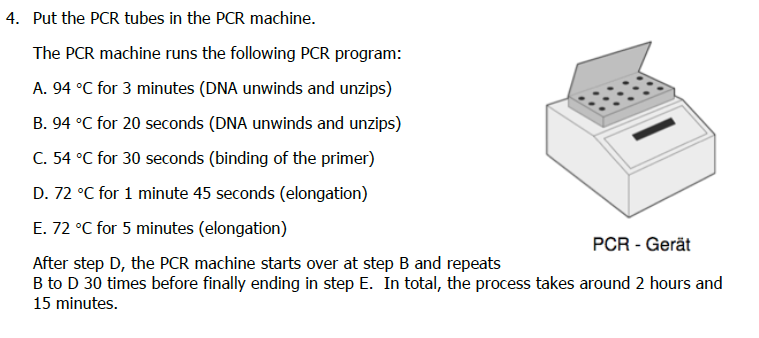 4. Put the PCR tubes in the PCR machine.
The PCR machine runs the following PCR program:
A. 94 °C for 3 minutes (DNA unwinds and unzips)
B. 94 °C for 20 seconds (DNA unwinds and unzips)
C. 54 °C for 30 seconds (binding of the primer)
D. 72 °C for 1 minute 45 seconds (elongation)
E. 72 °C for 5 minutes (elongation)
PCR - Gerät
After step D, the PCR machine starts over at step B and repeats
B to D 30 times before finally ending in step E. In total, the process takes around 2 hours and
15 minutes.